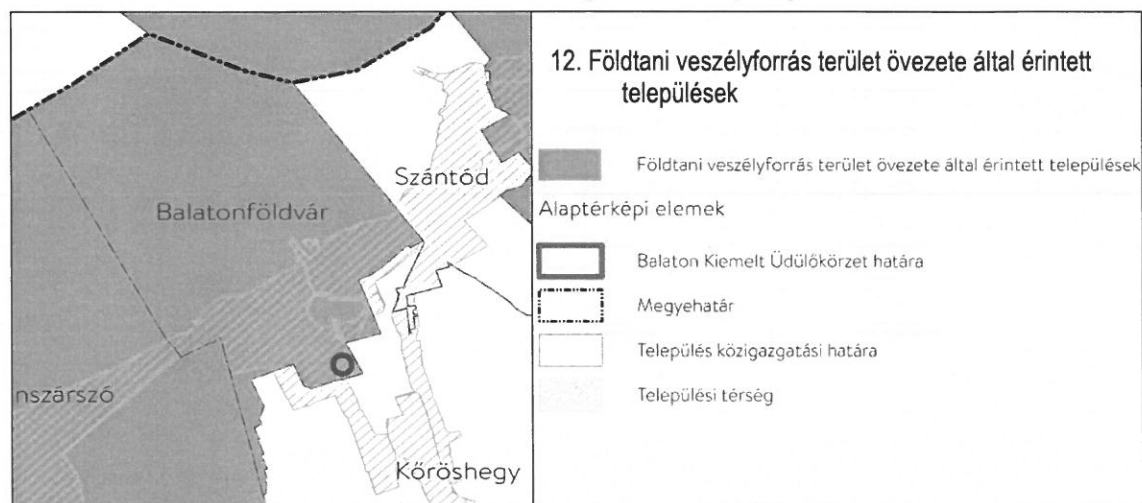 Szántód
Balatonföldvár
nszárszó
Kőröshegy
12. Földtani veszélyforrás terület övezete által érintett
települések
Földtani veszélyforrás terület övezete által érintett települések
Alaptérképi elemek
Balaton Kiemelt Üdülőkörzet határa
Megyehatár
Település közigazgatási határa
Települési térség